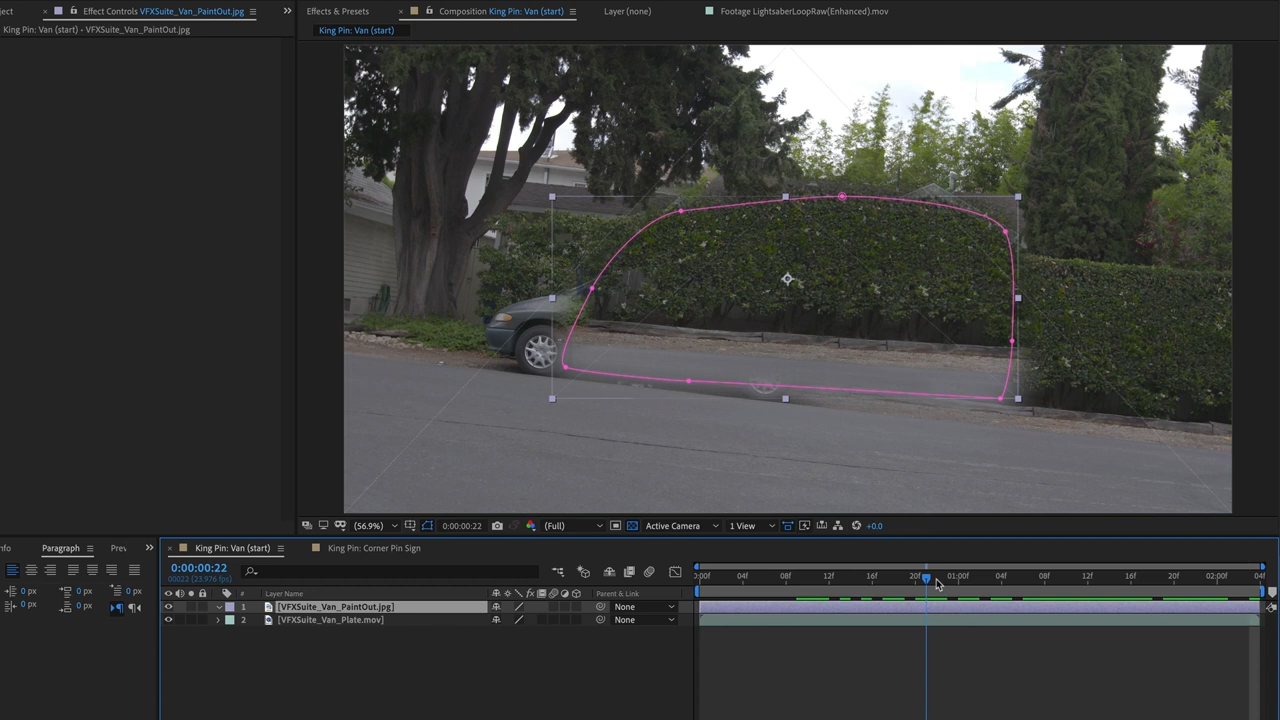 ject
Effect Controls VFXSuite_Van_PaintOut.jpg
King Pin: Van (start) • VFXSuite_Van_PaintOut.jpg
Effects & Presets
Composition King Pin: Van (start)
Layer (none)
Footage LightsaberLoopRaw(Enhanced).mov
King Pin: Van (start)
(56.9%)
0:00:00:22
(Full)
Active Camera
1 View
+0.0
nfo
Paragraph
Prev
King Pin: Van (start)
King Pin: Corner Pin Sign
0 px
0 px
0 px
0 px
0 px
0:00:00:22
00022 (23.976 fps)
#
Layer Name
Parent & Link
:00f
04f
08f
12f
16f
20f
01:00f
04f
08f
12f
16f
20f
02:00f
04f
1
[VFXSuite_Van_PaintOut.jpg]
None
2
[VFXSuite_Van_Plate.mov]
None